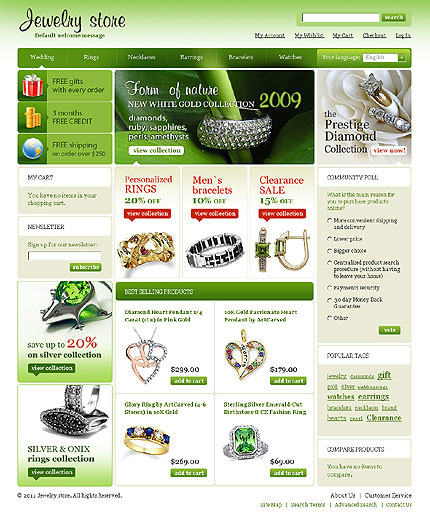 Jewelry store
Default welcome message
search
My Account My Wishlist My Cart Checkout Log In
Wedding Rings Necklaces Earrings Bracelets Watches
Your language: English
FREE gifts
with every order
3 months
FREE CREDIT
FREE shipping
on order over $250
Form of nature
NEW WHITE GOLD COLLECTION 2009
diamonds,
ruby, sapphires,
perls, amethysts
view collection
the
Prestige
Diamond
Collection view now!
MY CART
You have no items in your
shopping cart.
NEWSLETTER
Sign up for our newsletter:
subscribe
Personalized
RINGS
20% OFF
view collection
Men`s
bracelets
10% OFF
view collection
Clearance
SALE
15% OFF
view collection
COMMUNITY POLL
What is the main reason for
you to purchase products
online?
More convenient shipping
and delivery
Lower price
Bigger choice
Centralized product search
procedure (without having
to leave your home)
Payments security
30 day Money Back
Guarantee
Other
vote
save up to 20%
on silver collection
view collection
BEST SELLING PRODUCTS
Diamond Heart Pendant 1/4
Carat (ctw) in Pink Gold
$299.00
add to cart
10K Gold Passionate Heart
Pendant by ArtCarved
$179.00
add to cart
Glory Ring by ArtCarved (4-6
Stones) in 10K Gold
$269.00
add to cart
Sterling Silver Emerald-Cut
Birthstone & CZ Fashion Ring
$69.00
add to cart
POPULAR TAGS
jewelry diamonds gift
gold silver weddingrings
watches earrings
bracelets necklaces brand
hearts pearl Clearance
SILVER & ONIX
rings collection
view collection
COMPARE PRODUCTS
You have no items to
compare.
© 2011 Jewelry store. All Rights Reserved.
About Us | Customer Service
Site Map | Search Terms | Advanced Search | Contact Us